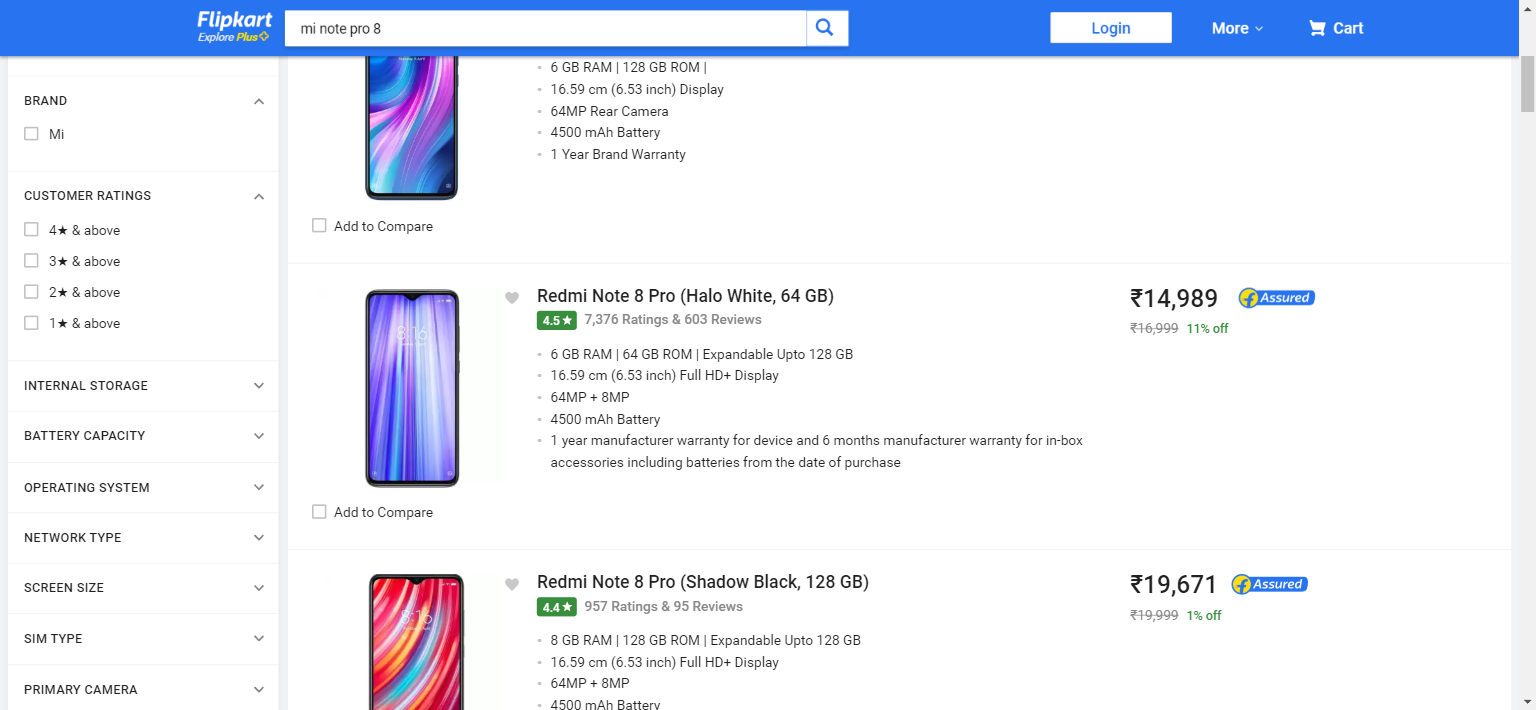 Flipkart
Explore Plus
mi note pro 8
Login
More
Cart
BRAND
Mi
CUSTOMER RATINGS
4★ & above
3★ & above
2★ & above
1★ & above
INTERNAL STORAGE
BATTERY CAPACITY
OPERATING SYSTEM
NETWORK TYPE
SCREEN SIZE
SIM TYPE
PRIMARY CAMERA
6 GB RAM | 128 GB ROM |
16.59 cm (6.53 inch) Display
64MP Rear Camera
4500 mAh Battery
1 Year Brand Warranty
Add to Compare
8:16
Redmi Note 8 Pro (Halo White, 64 GB)
4.5★ 7,376 Ratings & 603 Reviews
6 GB RAM | 64 GB ROM | Expandable Upto 128 GB
16.59 cm (6.53 inch) Full HD+ Display
64MP + 8MP
4500 mAh Battery
1 year manufacturer warranty for device and 6 months manufacturer warranty for in-box
accessories including batteries from the date of purchase
₹14,989 Assured
₹16,999 11% off
Add to Compare
8:16
Redmi Note 8 Pro (Shadow Black, 128 GB)
4.4★ 957 Ratings & 95 Reviews
8 GB RAM | 128 GB ROM | Expandable Upto 128 GB
16.59 cm (6.53 inch) Full HD+ Display
64MP + 8MP
4500 mAh Battery
₹19,671 Assured
₹19,999 1% off